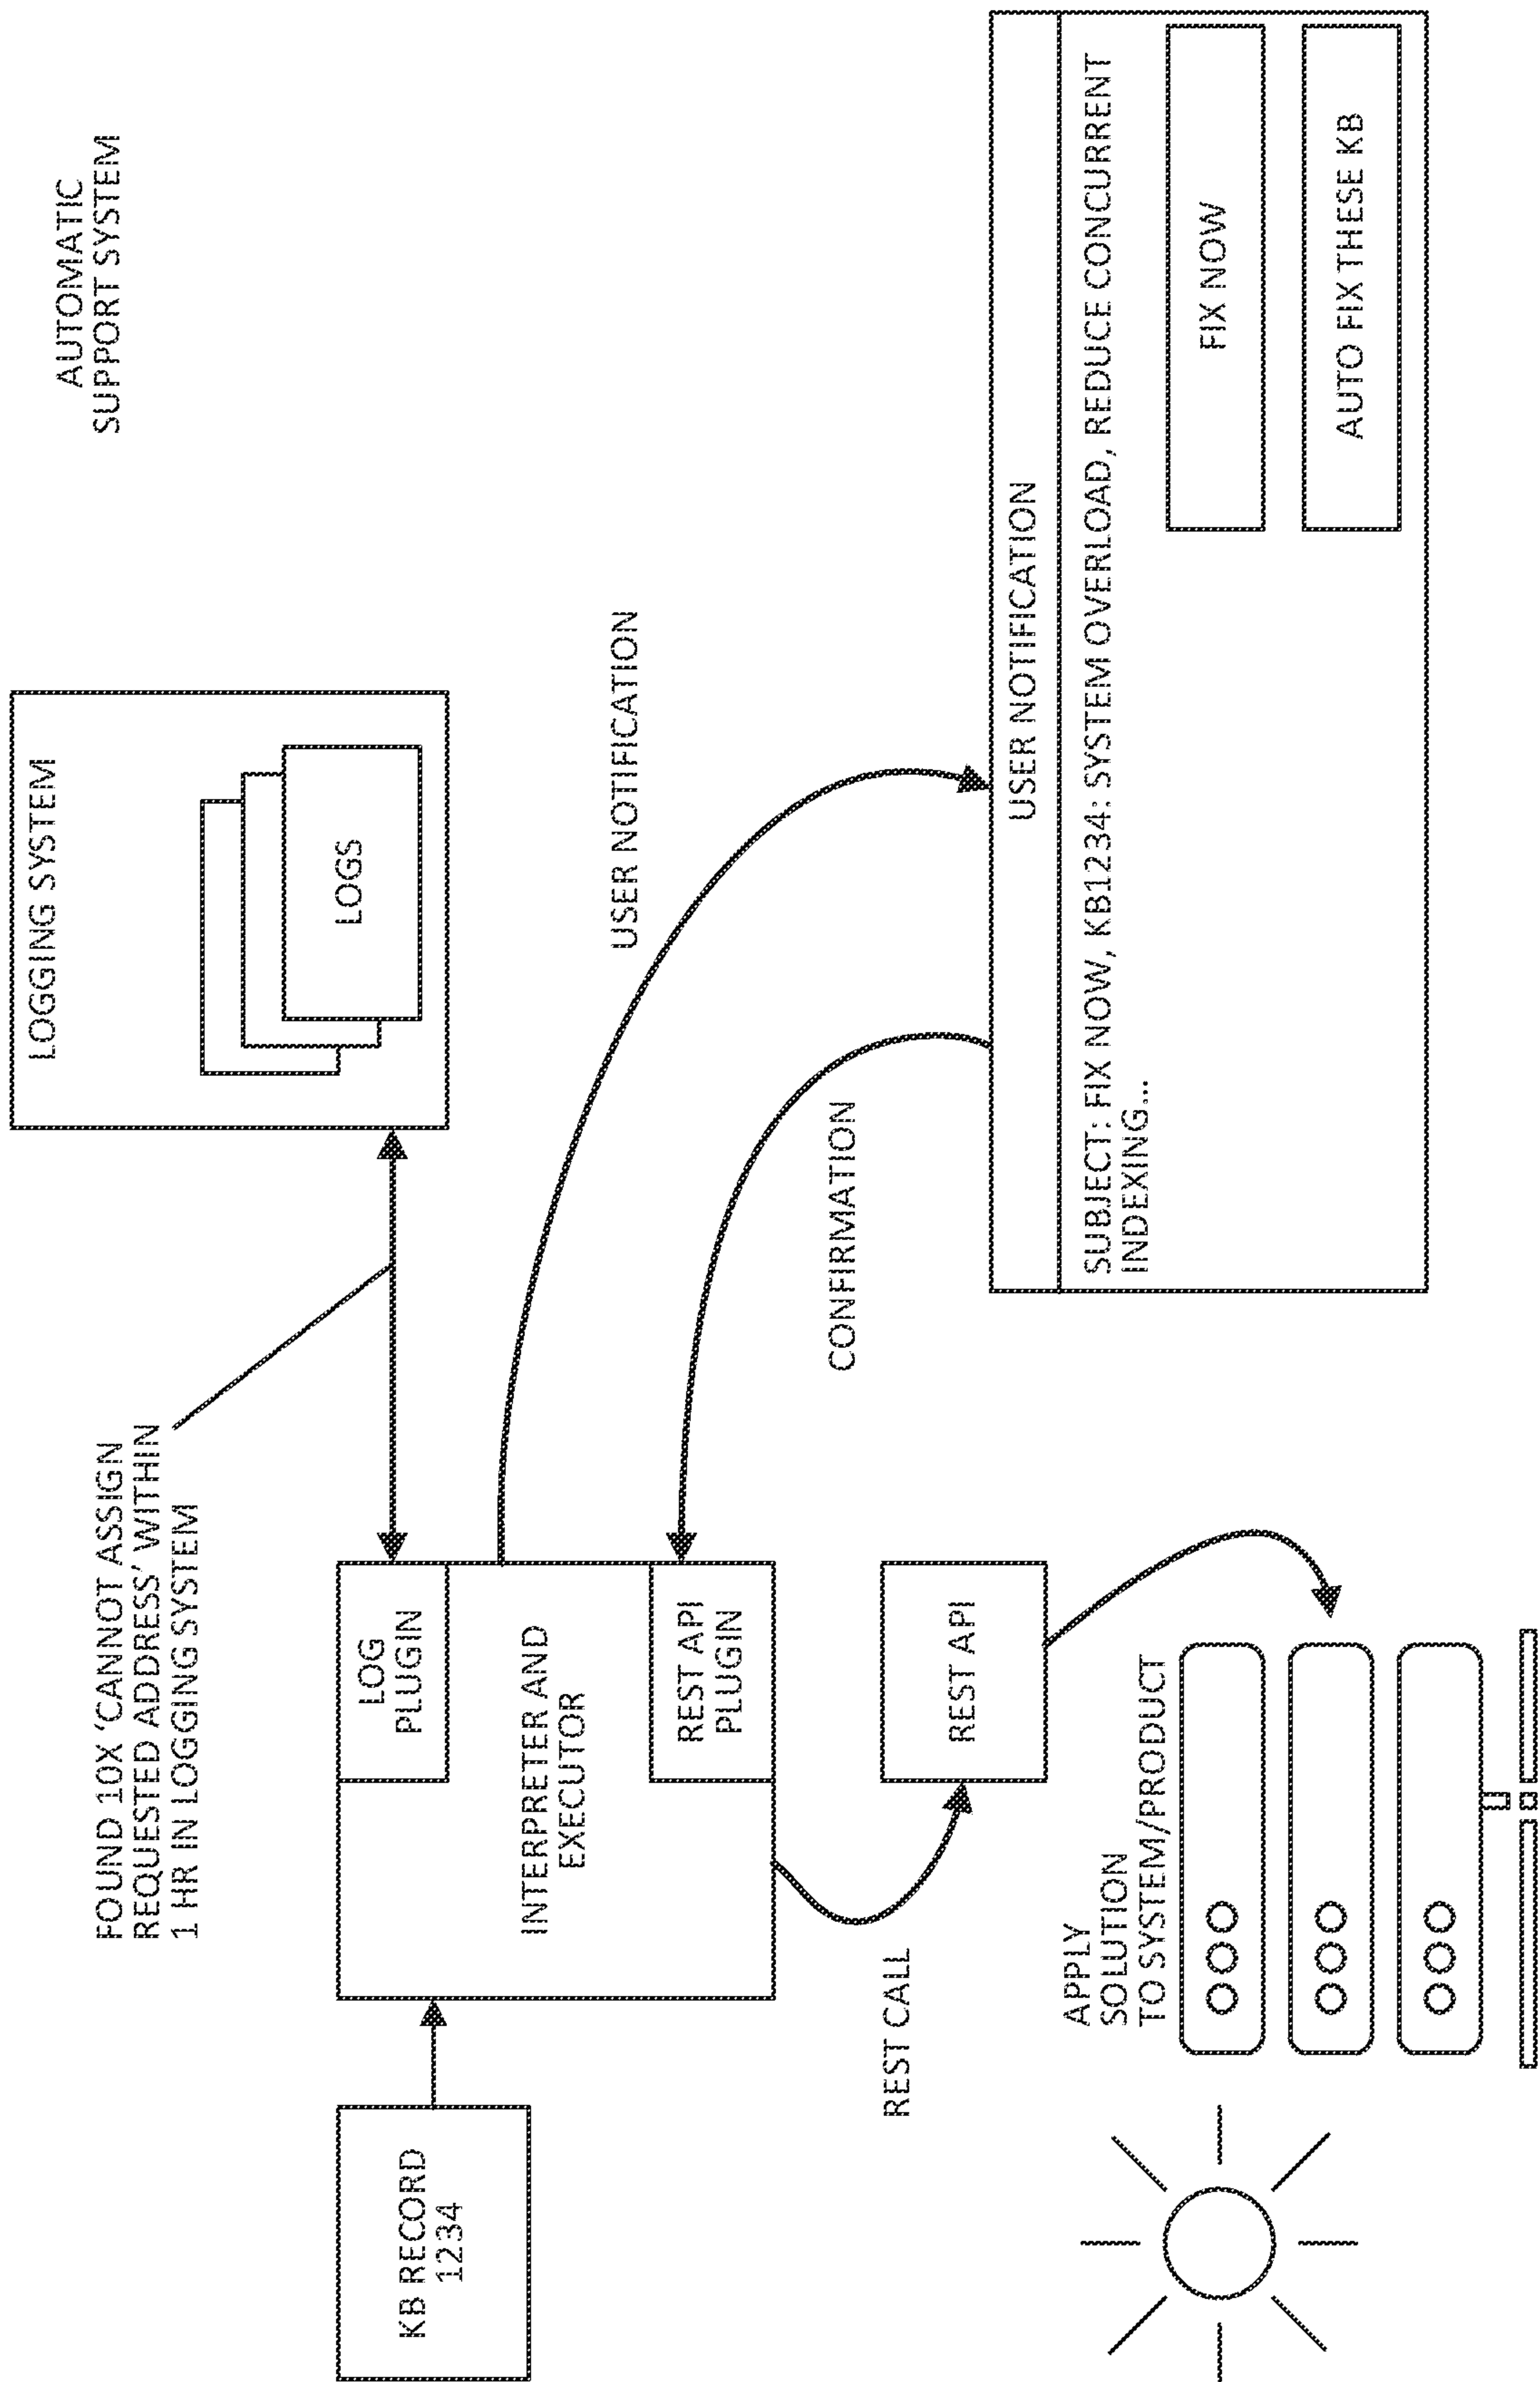 AUTOMATIC
SUPPORT SYSTEM
FOUND 10X ‘CANNOT ASSIGN
REQUESTED ADDRESS’ WITHIN
1 HR IN LOGGING SYSTEM
LOGGING SYSTEM
LOGS
KB RECORD
1234
LOG
PLUGIN
INTERPRETER AND
EXECUTOR
REST API
PLUGIN
USER NOTIFICATION
CONFIRMATION
REST CALL
REST API
APPLY
SOLUTION
TO SYSTEM/PRODUCT
USER NOTIFICATION
SUBJECT: FIX NOW, KB1234: SYSTEM OVERLOAD, REDUCE CONCURRENT
INDEXING...
FIX NOW
AUTO FIX THESE KB